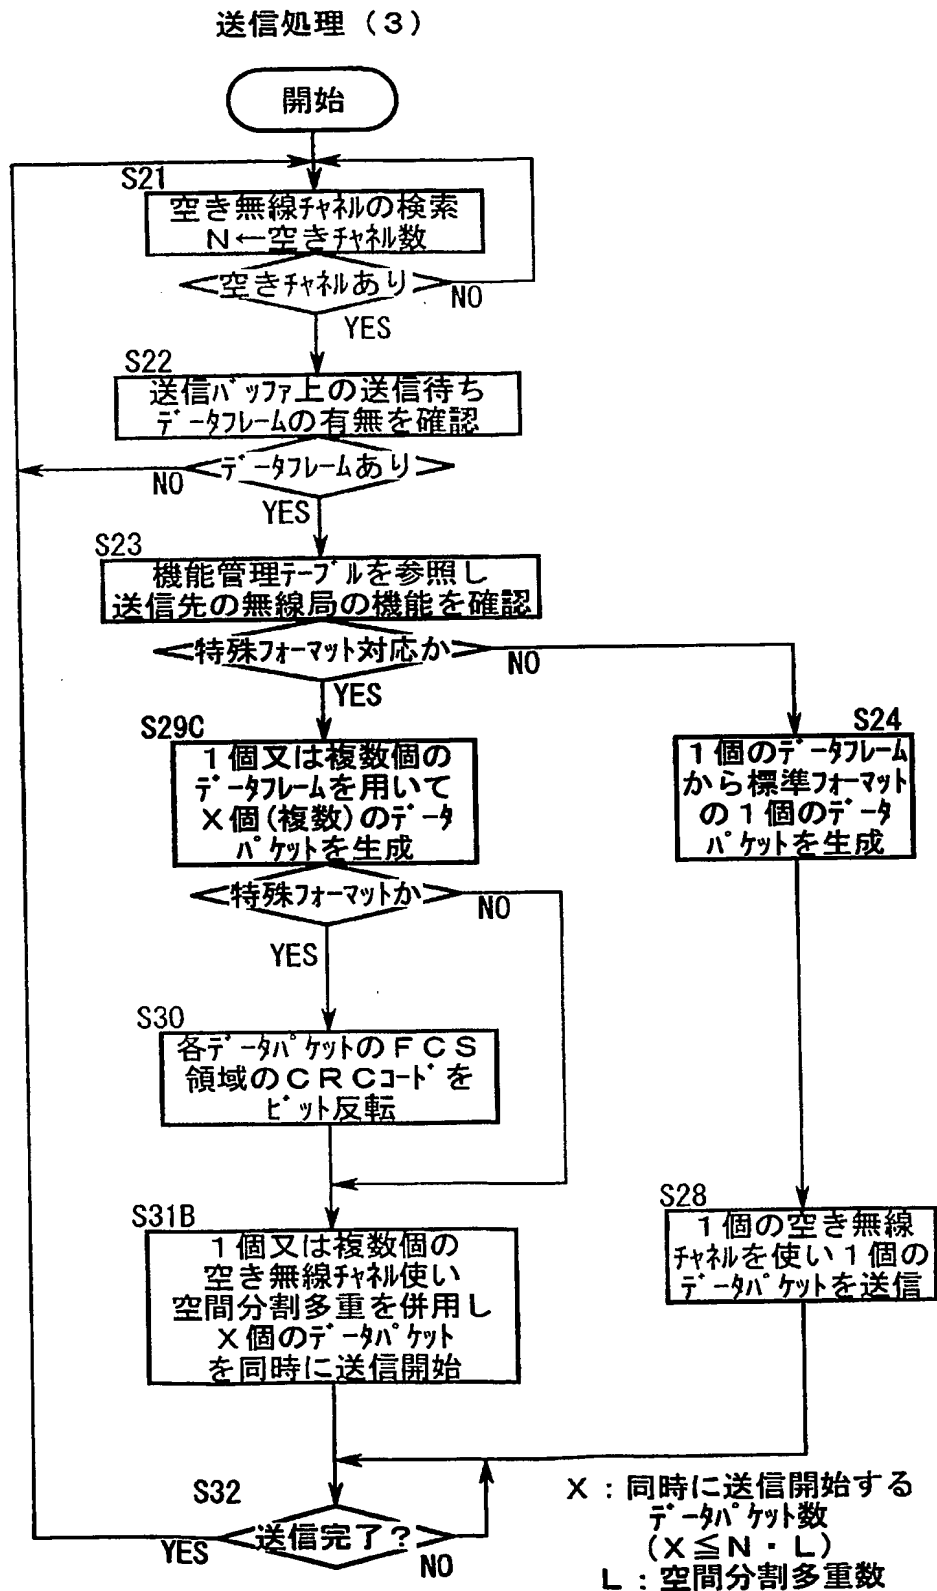 送信処理（３）
開始
S21
空き無線ﾁｬﾈﾙの検索
Ｎ←空きﾁｬﾈﾙ数
空きﾁｬﾈﾙあり
NO
YES
S22
送信ﾊﾞｯﾌｧ上の送信待ち
ﾃﾞｰﾀﾌﾚｰﾑの有無を確認
ﾃﾞｰﾀﾌﾚｰﾑあり
NO
YES
S23
機能管理ﾃｰﾌﾞﾙを参照し
送信先の無線局の機能を確認
特殊ﾌｫｰﾏｯﾄ対応か
NO
YES
S29C
１個又は複数個の
ﾃﾞｰﾀﾌﾚｰﾑを用いて
Ｘ個(複数)のﾃﾞｰﾀ
ﾊﾟｹｯﾄを生成
S24
１個のﾃﾞｰﾀﾌﾚｰﾑ
から標準ﾌｫｰﾏｯﾄ
の１個のﾃﾞｰﾀ
ﾊﾟｹｯﾄを生成
特殊ﾌｫｰﾏｯﾄか
NO
YES
S30
各ﾃﾞｰﾀﾊﾟｹｯﾄのＦＣＳ
領域のＣＲＣｺｰﾄﾞを
ﾋﾞｯﾄ反転
S31B
１個又は複数個の
空き無線ﾁｬﾈﾙ使い
空間分割多重を併用し
Ｘ個のﾃﾞｰﾀﾊﾟｹｯﾄ
を同時に送信開始
S28
１個の空き無線
ﾁｬﾈﾙを使い１個の
ﾃﾞｰﾀﾊﾟｹｯﾄを送信
S32
送信完了？
YES
NO
Ｘ：同時に送信開始する
ﾃﾞｰﾀﾊﾟｹｯﾄ数
（Ｘ≦Ｎ・Ｌ）
Ｌ：空間分割多重数